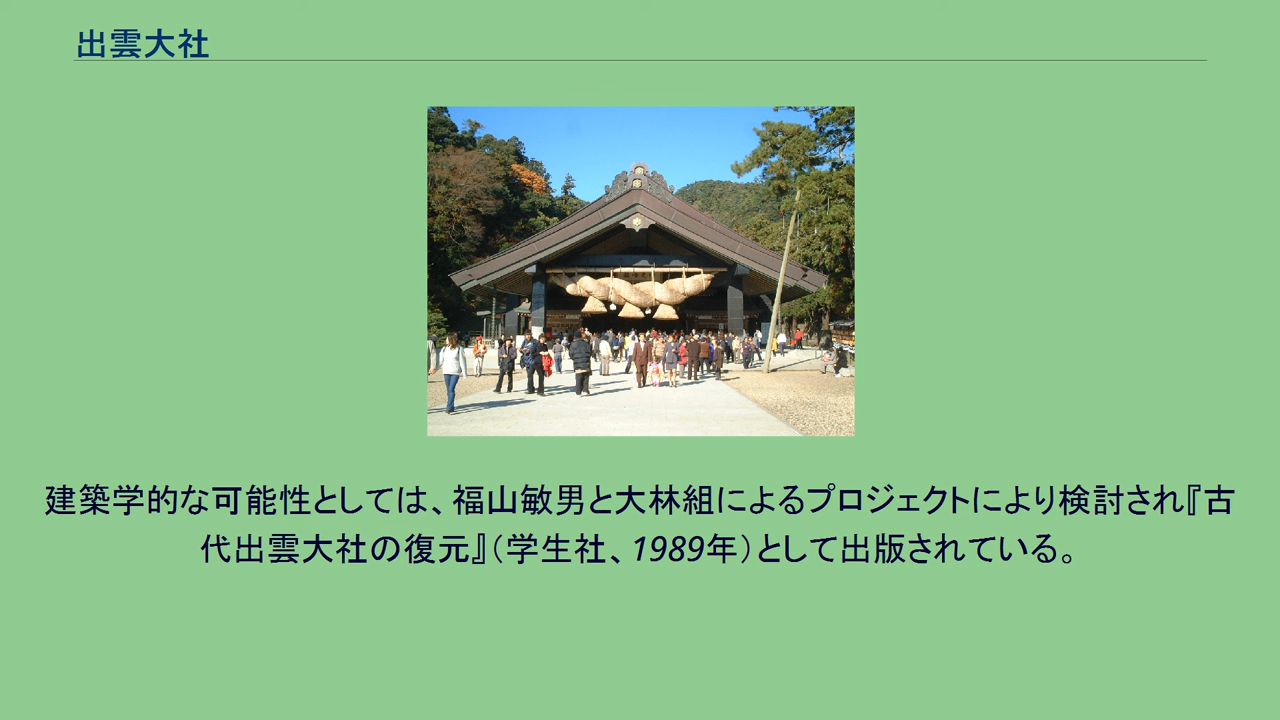 出雲大社
建築学的な可能性としては、福山敏男と大林組によるプロジェクトにより検討され『古
代出雲大社の復元』（学生社、1989年）として出版されている。